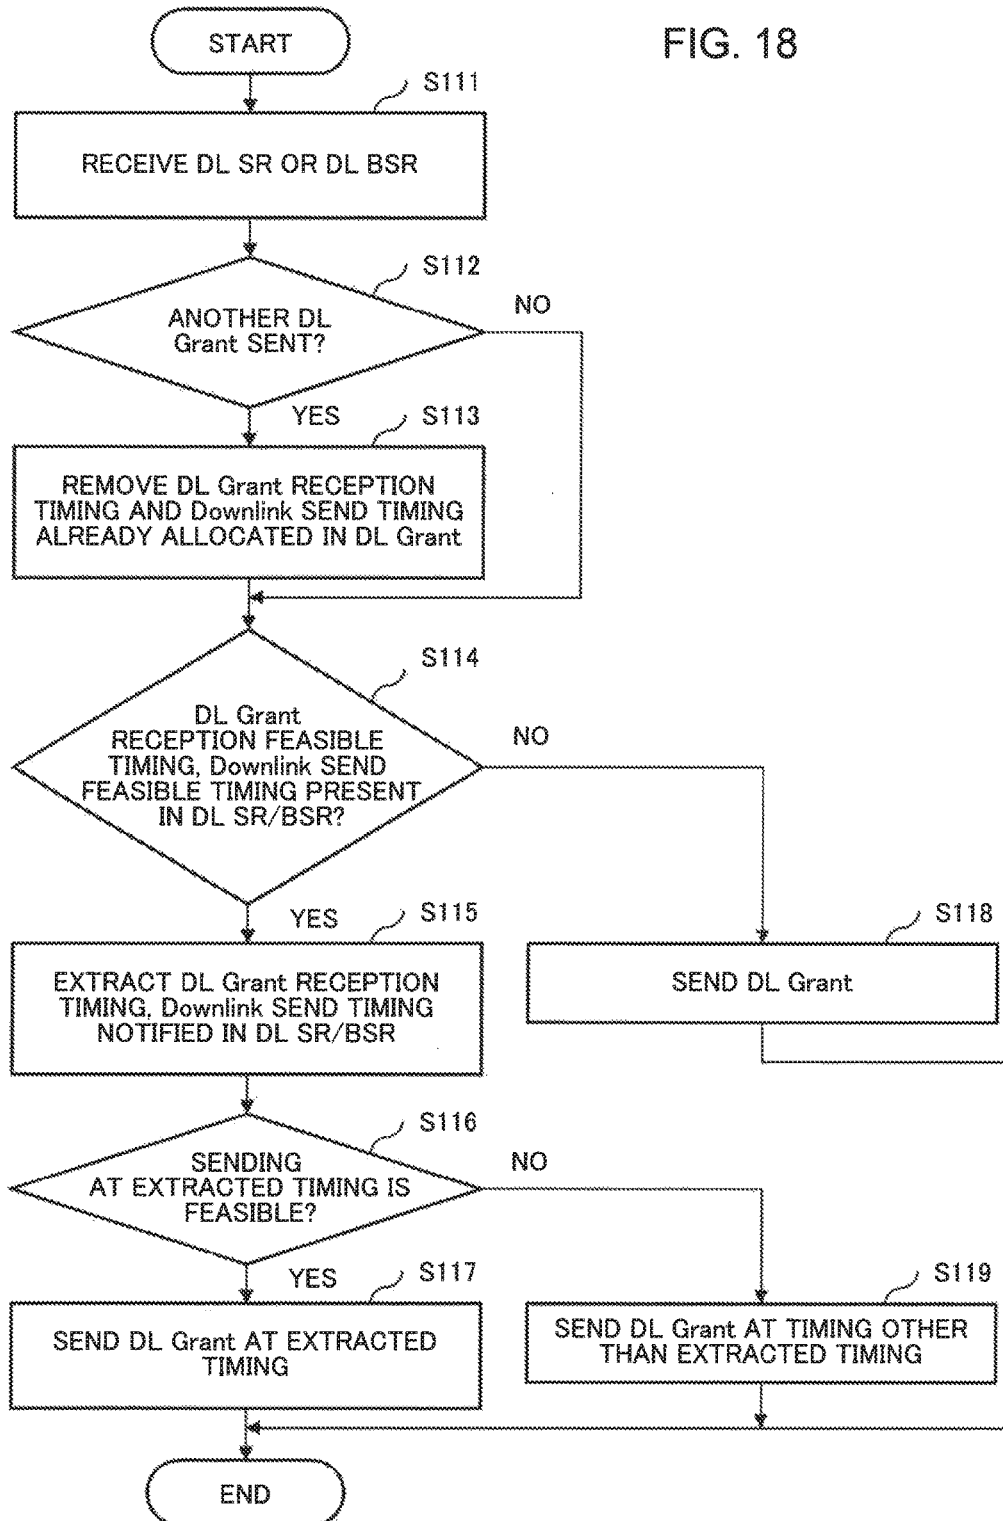 FIG. 18
START
S111
RECEIVE DL SR OR DL BSR
S112
ANOTHER DL
Grant SENT?
NO
YES
S113
REMOVE DL Grant RECEPTION
TIMING AND Downlink SEND TIMING
ALREADY ALLOCATED IN DL Grant
S114
DL Grant
RECEPTION FEASIBLE
TIMING, Downlink SEND
FEASIBLE TIMING PRESENT
IN DL SR/BSR?
NO
YES
S115
EXTRACT DL Grant RECEPTION
TIMING, Downlink SEND TIMING
NOTIFIED IN DL SR/BSR
S118
SEND DL Grant
S116
SENDING
AT EXTRACTED TIMING IS
FEASIBLE?
NO
YES
S117
SEND DL Grant AT EXTRACTED
TIMING
S119
SEND DL Grant AT TIMING OTHER
THAN EXTRACTED TIMING
END